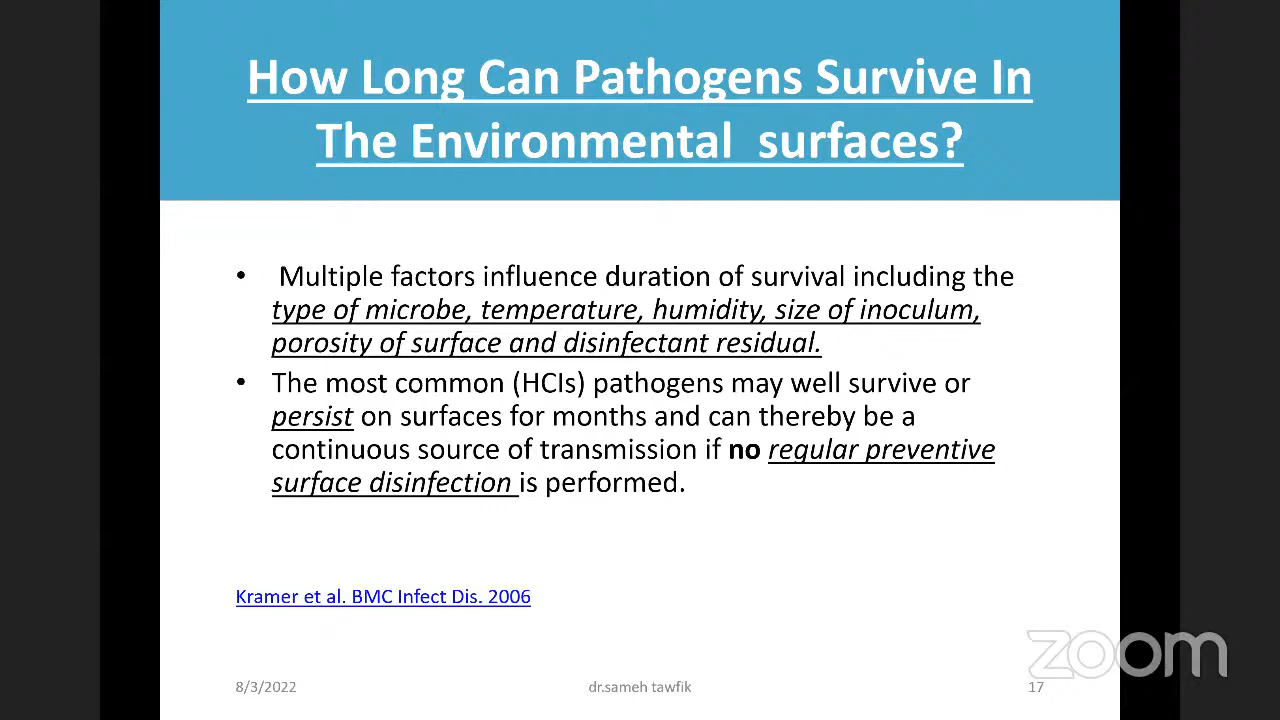 How Long Can Pathogens Survive In
The Environmental  surfaces?
• Multiple factors influence duration of survival including the
type of microbe, temperature, humidity, size of inoculum,
porosity of surface and disinfectant residual.
• The most common (HCIs) pathogens may well survive or
persist on surfaces for months and can thereby be a
continuous source of transmission if no regular preventive
surface disinfection is performed.
Kramer et al. BMC Infect Dis. 2006
zoom
8/3/2022
dr.sameh tawfik
17